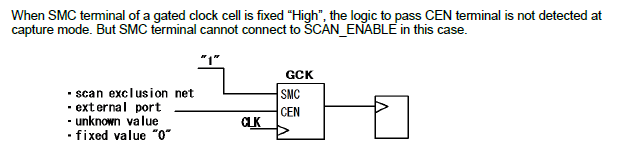 When SMC terminal of a gated clock cell is fixed “High”, the logic to pass CEN terminal is not detected at
capture mode. But SMC terminal cannot connect to SCAN_ENABLE in this case.
"1"
GCK
・scan exclusion net
・external port
・unknown value
・fixed value "0"
SMC
CEN
CLK